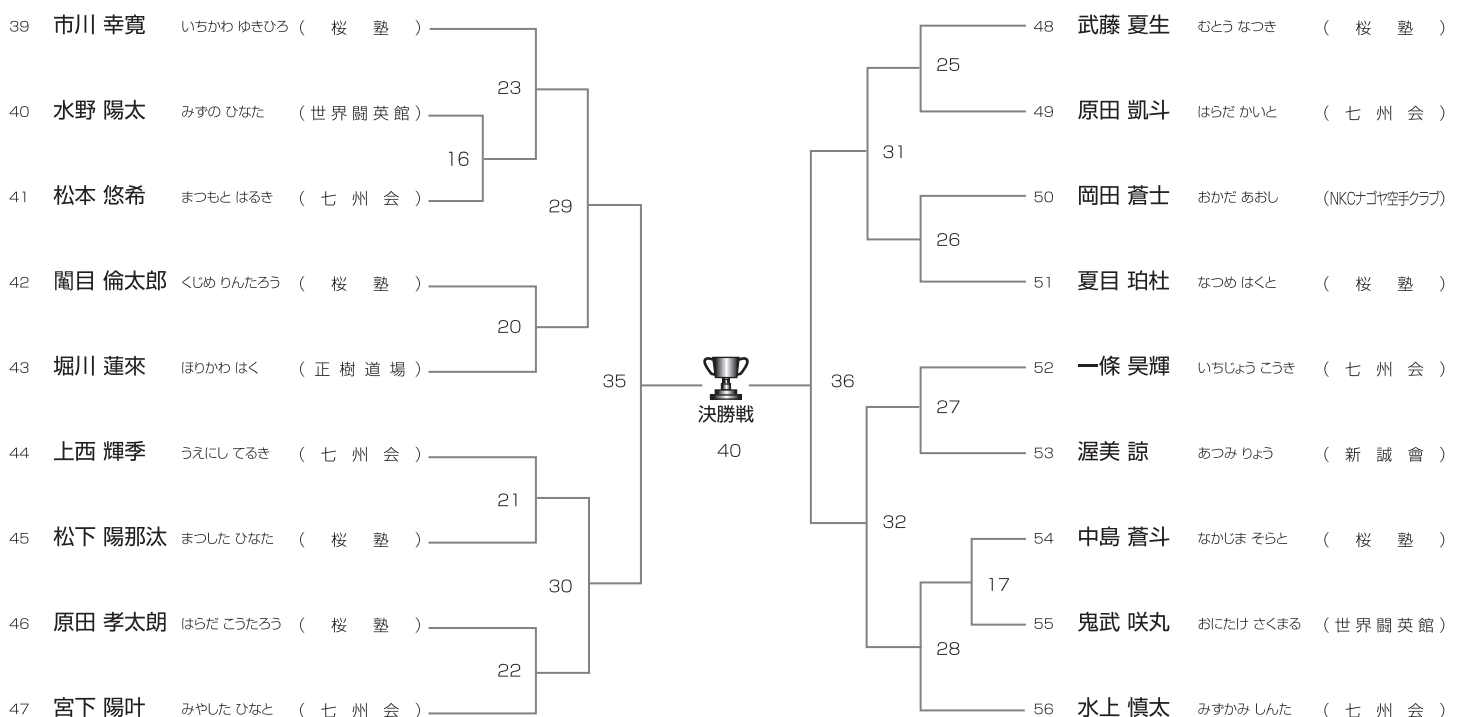 39 市川 幸寛 いちかわ ゆきひろ ( 桜 塾 )
23
40 水野 陽太 みずの ひなた ( 世界闘英館 )
16
41 松本 悠希 まつもと はるき ( 七 州 会 )
29
42 閽目 倫太郎 くじめ りんたろう ( 桜 塾 )
20
43 堀川 蓮來 ほりかわ はく ( 正 樹 道 場 )
35
44 上西 輝季 うえにし てるき ( 七 州 会 )
21
45 松下 陽那汰 まつした ひなた ( 桜 塾 )
30
46 原田 孝太朗 はらだ こうたろう ( 桜 塾 )
22
47 宮下 陽叶 みやした ひなと ( 七 州 会 )
決勝戦
40
48 武藤 夏生 むとう なつき ( 桜 塾 )
25
49 原田 凱斗 はらだ かいと ( 七 州 会 )
31
50 岡田 蒼士 おかだ あおし (NKCナゴヤ空手クラブ)
26
51 夏目 珀杜 なつめ はくと ( 桜 塾 )
36
52 一條 昊輝 いちじょう こうき ( 七 州 会 )
27
53 渥美 諒 あつみ りょう ( 新 誠 會 )
32
54 中島 蒼斗 なかじま そらと ( 桜 塾 )
17
55 鬼武 咲丸 おにたけ さくまる ( 世界闘英館 )
28
56 水上 慎太 みずかみ しんた ( 七 州 会 )